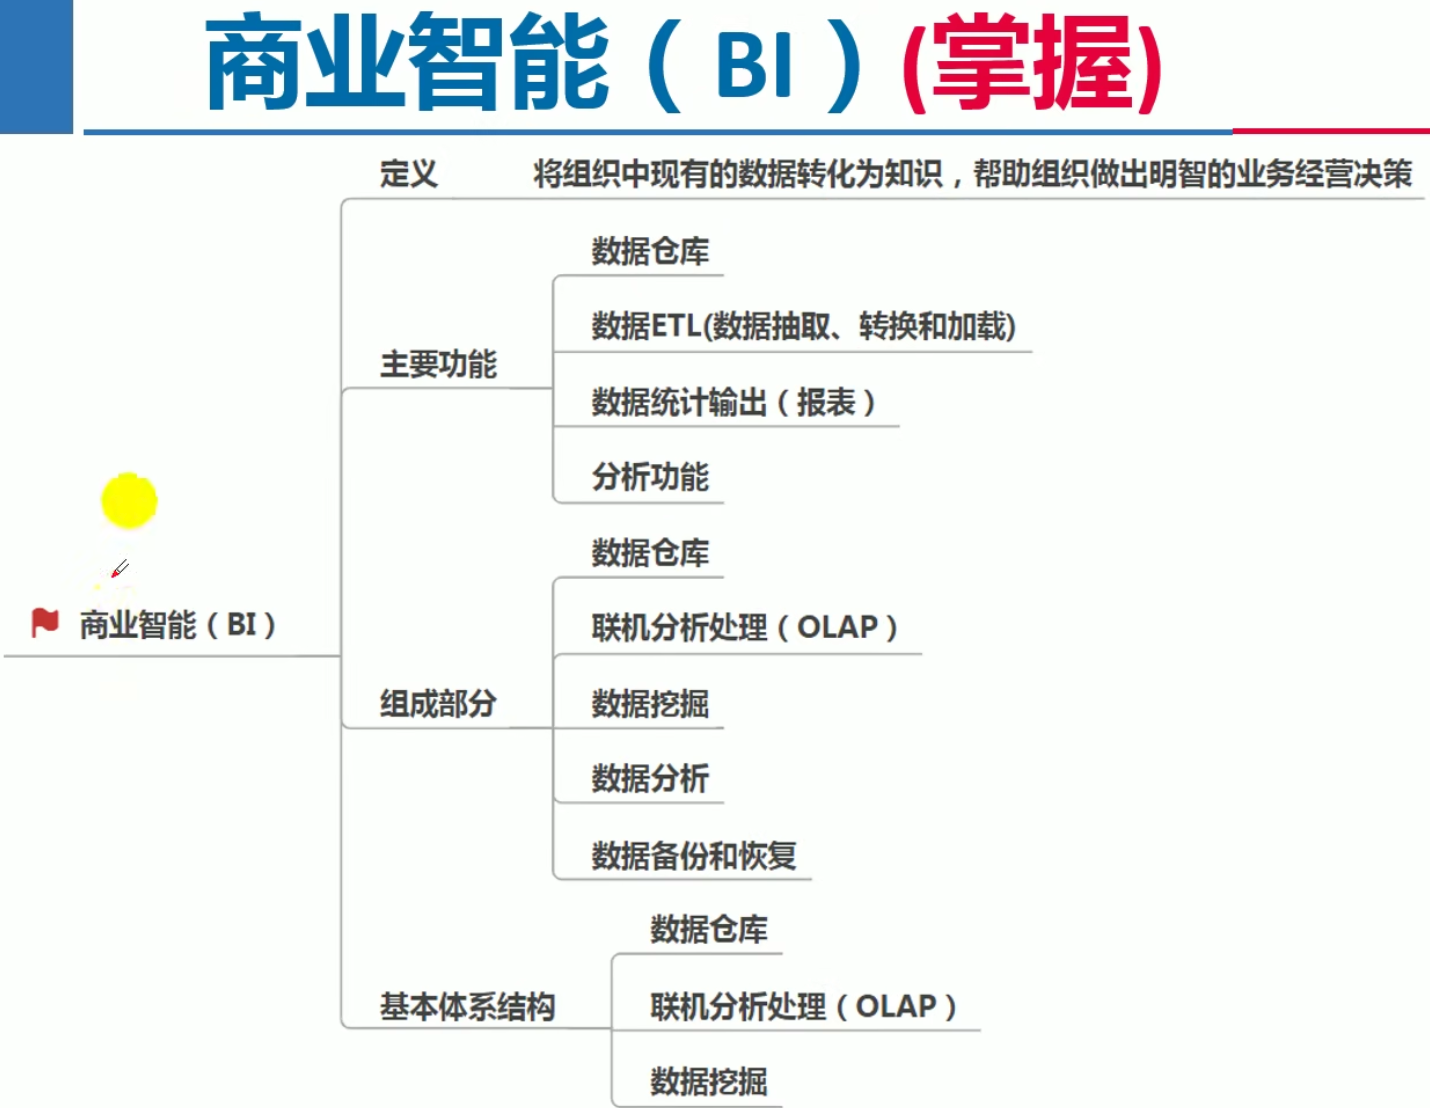 商业智能（BI）(掌握)
定义
将组织中现有的数据转化为知识，帮助组织做出明智的业务经营决策
主要功能
数据仓库
数据ETL(数据抽取、转换和加载)
数据统计输出（报表）
分析功能
商业智能（BI）
组成部分
数据仓库
联机分析处理（OLAP）
数据挖掘
数据分析
数据备份和恢复
基本体系结构
数据仓库
联机分析处理（OLAP）
数据挖掘